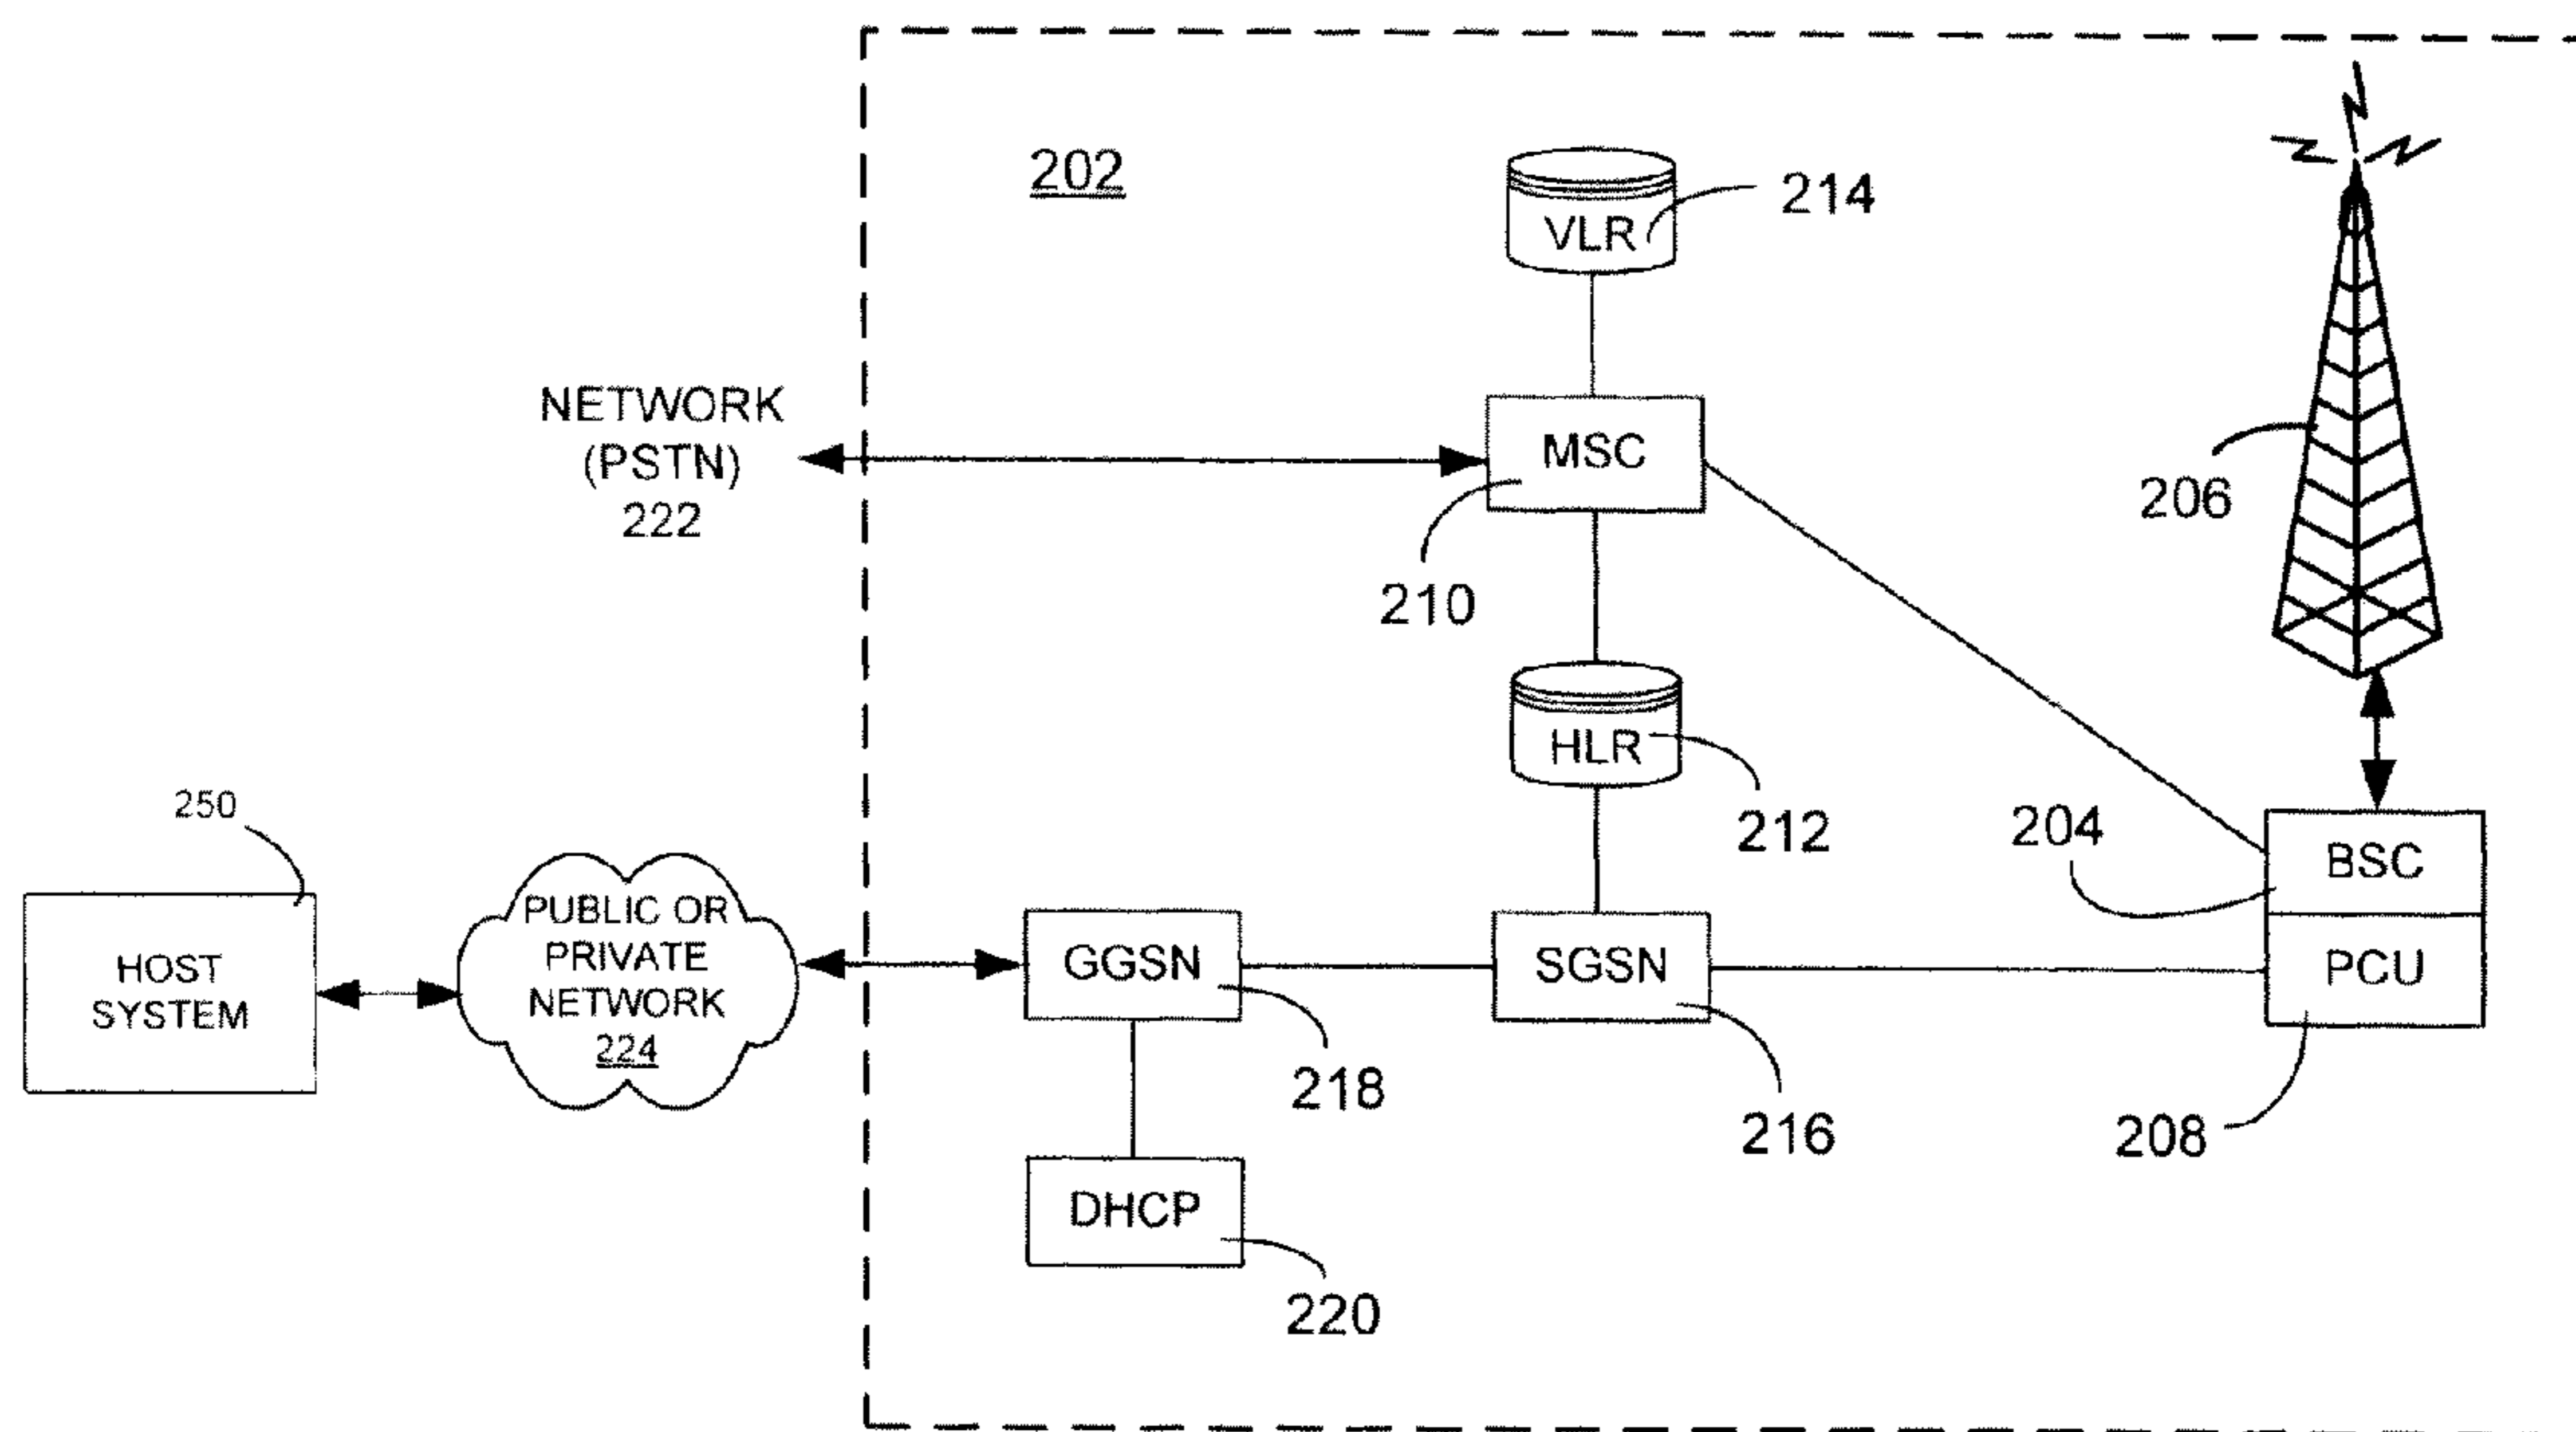 202
VLR
214
NETWORK
(PSTN)
222
MSC
210
206
HLR
212
250
HOST
SYSTEM
PUBLIC OR
PRIVATE
NETWORK
224
GGSN
218
SGSN
216
204
BSC
PCU
208
DHCP
220